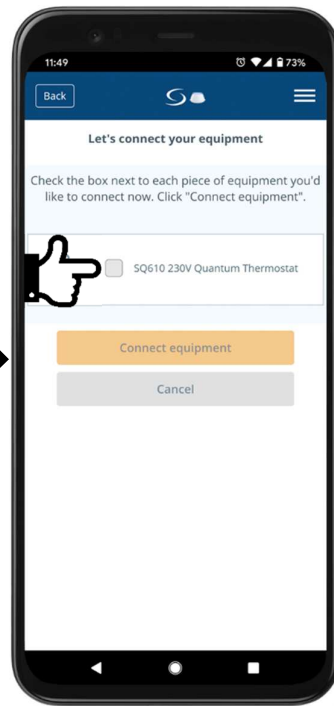 11:49
73%
Back
Let's connect your equipment
Check the box next to each piece of equipment you'd
like to connect now. Click "Connect equipment".
SQ610 230V Quantum Thermostat
Connect equipment
Cancel